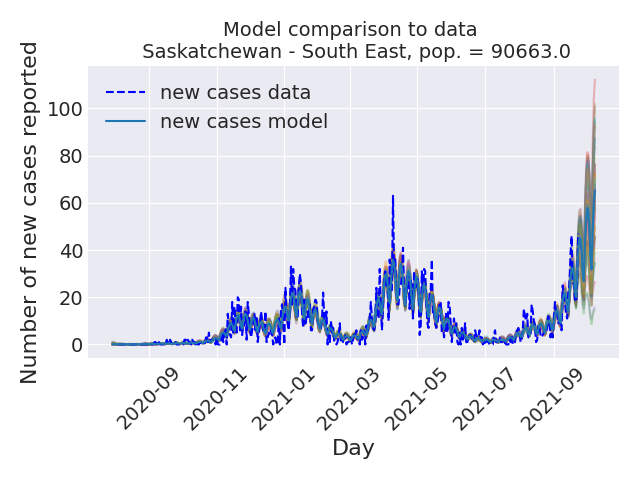 Model comparison to data
Saskatchewan - South East, pop. = 90663.0
Number of new cases reported
100
80
60
40
20
0
new cases data
new cases model
2020-09
2020-11
2021-01
2021-03
2021-05
2021-07
2021-09
Day